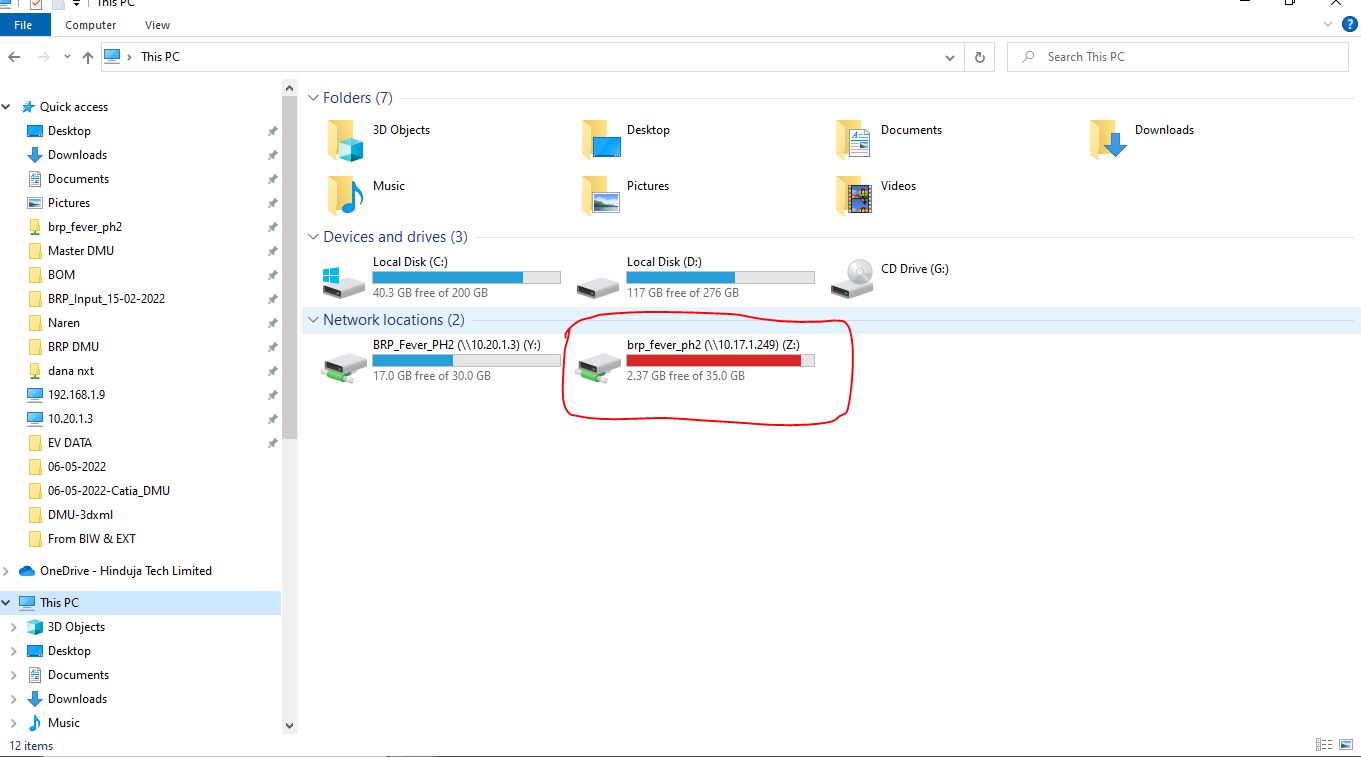 This PC
File Computer View
This PC
Search This PC
Quick access
Desktop
Downloads
Documents
Pictures
brp_fever_ph2
Master DMU
BOM
BRP_Input_15-02-2022
Naren
BRP DMU
dana nxt
192.168.1.9
10.20.1.3
EV DATA
06-05-2022
06-05-2022-Catia_DMU
DMU-3dxml
From BIW & EXT
OneDrive - Hinduja Tech Limited
This PC
3D Objects
Desktop
Documents
Downloads
Music
Folders (7)
3D Objects
Desktop
Documents
Downloads
Music
Pictures
Videos
Devices and drives (3)
Local Disk (C:)
40.3 GB free of 200 GB
Local Disk (D:)
117 GB free of 276 GB
CD Drive (G:)
Network locations (2)
BRP_Fever_PH2 (\\10.20.1.3) (Y:)
17.0 GB free of 30.0 GB
brp_fever_ph2 (\\10.17.1.249) (Z:)
2.37 GB free of 35.0 GB
12 items